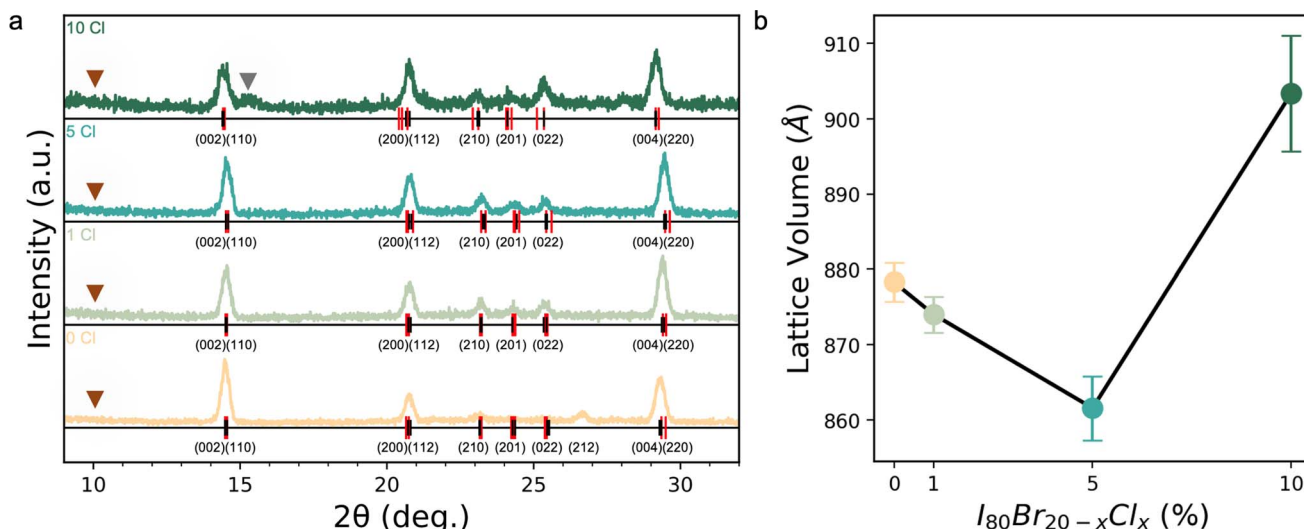 a
Intensity (a.u.)
10 Cl
(002)(110) (200)(112) (210) (201) (022) (004)(220)
5 Cl
(002)(110) (200)(112) (210) (201) (022) (004)(220)
1 Cl
(002)(110) (200)(112) (210) (201) (022) (004)(220)
0 Cl
(002)(110) (200)(112) (210) (201) (022) (212) (004)(220)
10 15 20 25 30
2θ (deg.)
b
Lattice Volume (Å)
910
900
890
880
870
860
0 1 5 10
I₈₀Br₂₀₋ₓClₓ (%)